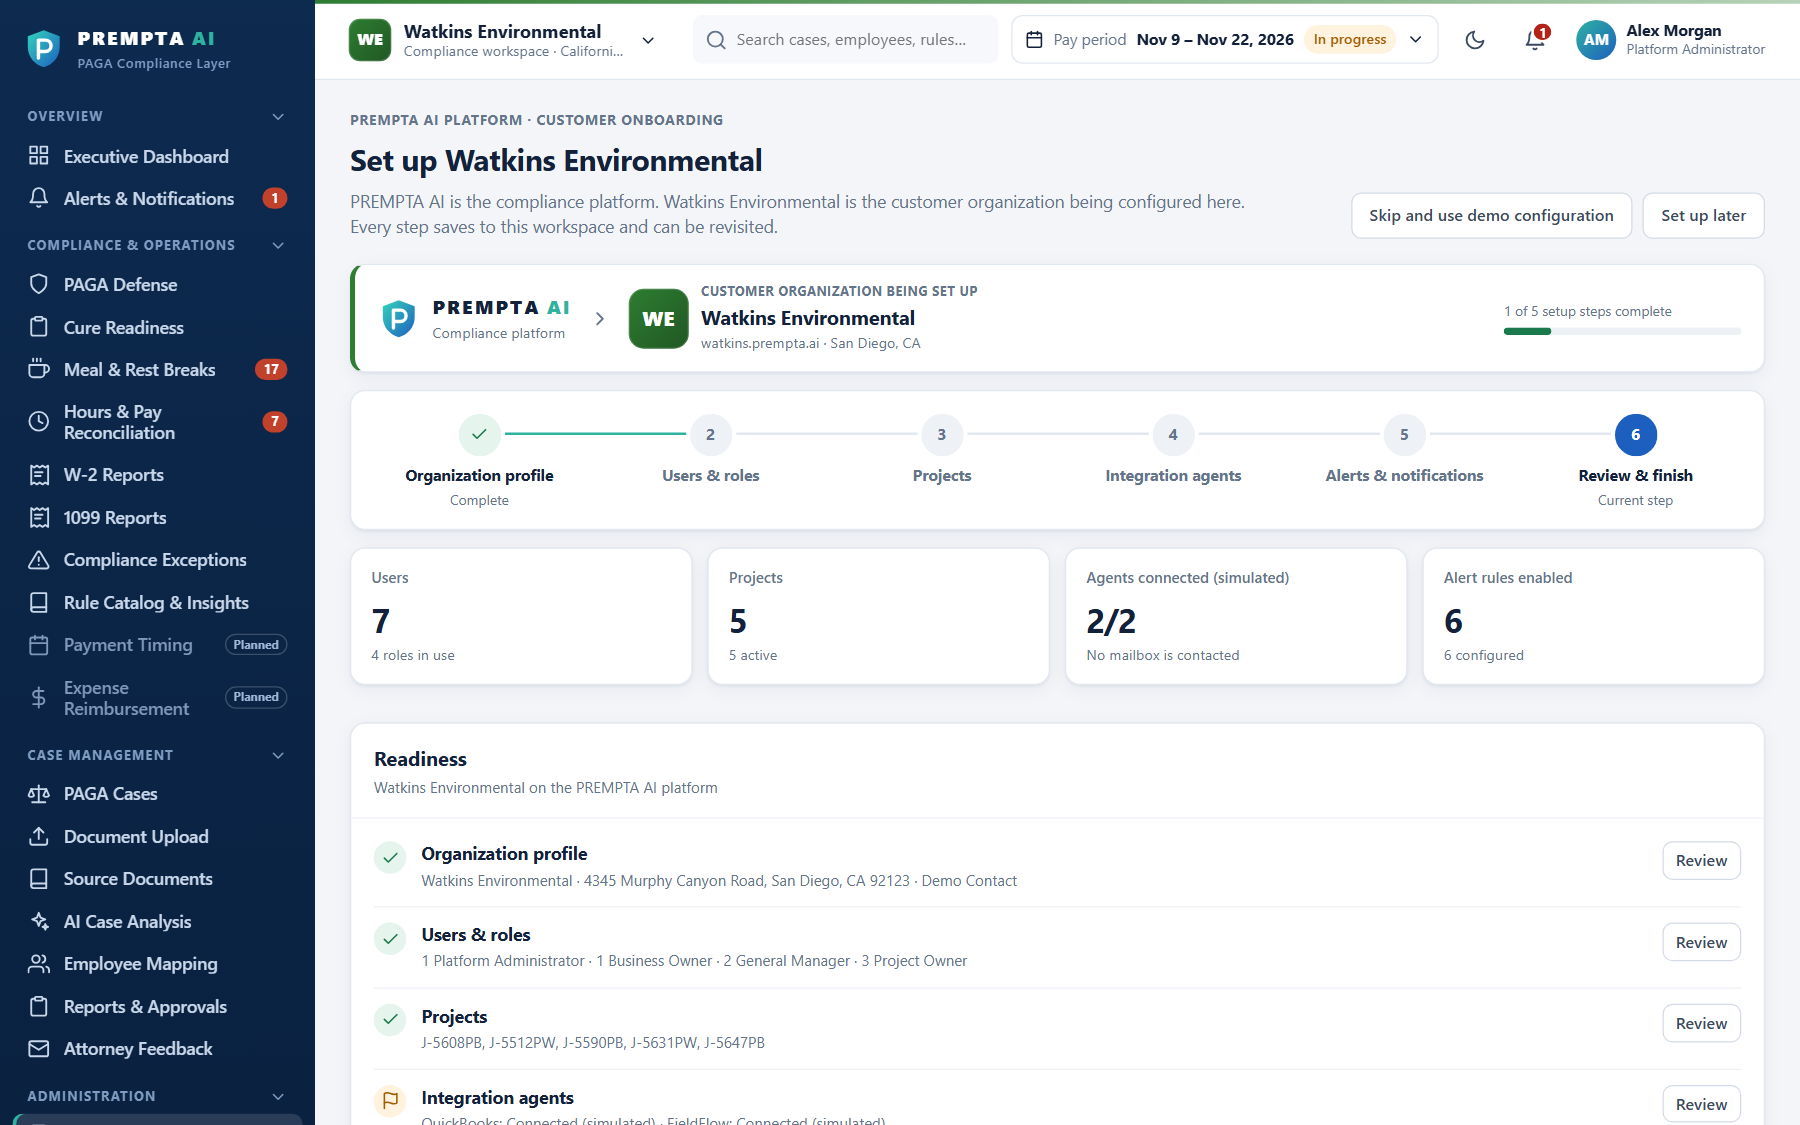 PREMPTA AI
PAGA Compliance Layer
OVERVIEW
Executive Dashboard
Alerts & Notifications 1
COMPLIANCE & OPERATIONS
PAGA Defense
Cure Readiness
Meal & Rest Breaks 17
Hours & Pay
Reconciliation 7
W-2 Reports
1099 Reports
Compliance Exceptions
Rule Catalog & Insights
Payment Timing Planned
Expense
Reimbursement Planned
CASE MANAGEMENT
PAGA Cases
Document Upload
Source Documents
AI Case Analysis
Employee Mapping
Reports & Approvals
Attorney Feedback
ADMINISTRATION
WE
Watkins Environmental
Compliance workspace · Californi...
Search cases, employees, rules...
Pay period Nov 9 – Nov 22, 2026 In progress
1
AM
Alex Morgan
Platform Administrator
PREMPTA AI PLATFORM · CUSTOMER ONBOARDING
Set up Watkins Environmental
PREMPTA AI is the compliance platform. Watkins Environmental is the customer organization being configured here.
Every step saves to this workspace and can be revisited.
Skip and use demo configuration
Set up later
PREMPTA AI
Compliance platform
WE
CUSTOMER ORGANIZATION BEING SET UP
Watkins Environmental
watkins.prempta.ai · San Diego, CA
1 of 5 setup steps complete
Organization profile
Complete
2
Users & roles
3
Projects
4
Integration agents
5
Alerts & notifications
6
Review & finish
Current step
Users
7
4 roles in use
Projects
5
5 active
Agents connected (simulated)
2/2
No mailbox is contacted
Alert rules enabled
6
6 configured
Readiness
Watkins Environmental on the PREMPTA AI platform
Organization profile
Watkins Environmental · 4345 Murphy Canyon Road, San Diego, CA 92123 · Demo Contact
Review
Users & roles
1 Platform Administrator · 1 Business Owner · 2 General Manager · 3 Project Owner
Review
Projects
J-5608PB, J-5512PW, J-5590PB, J-5631PW, J-5647PB
Review
Integration agents
QuickBooks: Connected (simulated) · FieldFlow: Connected (simulated)
Review